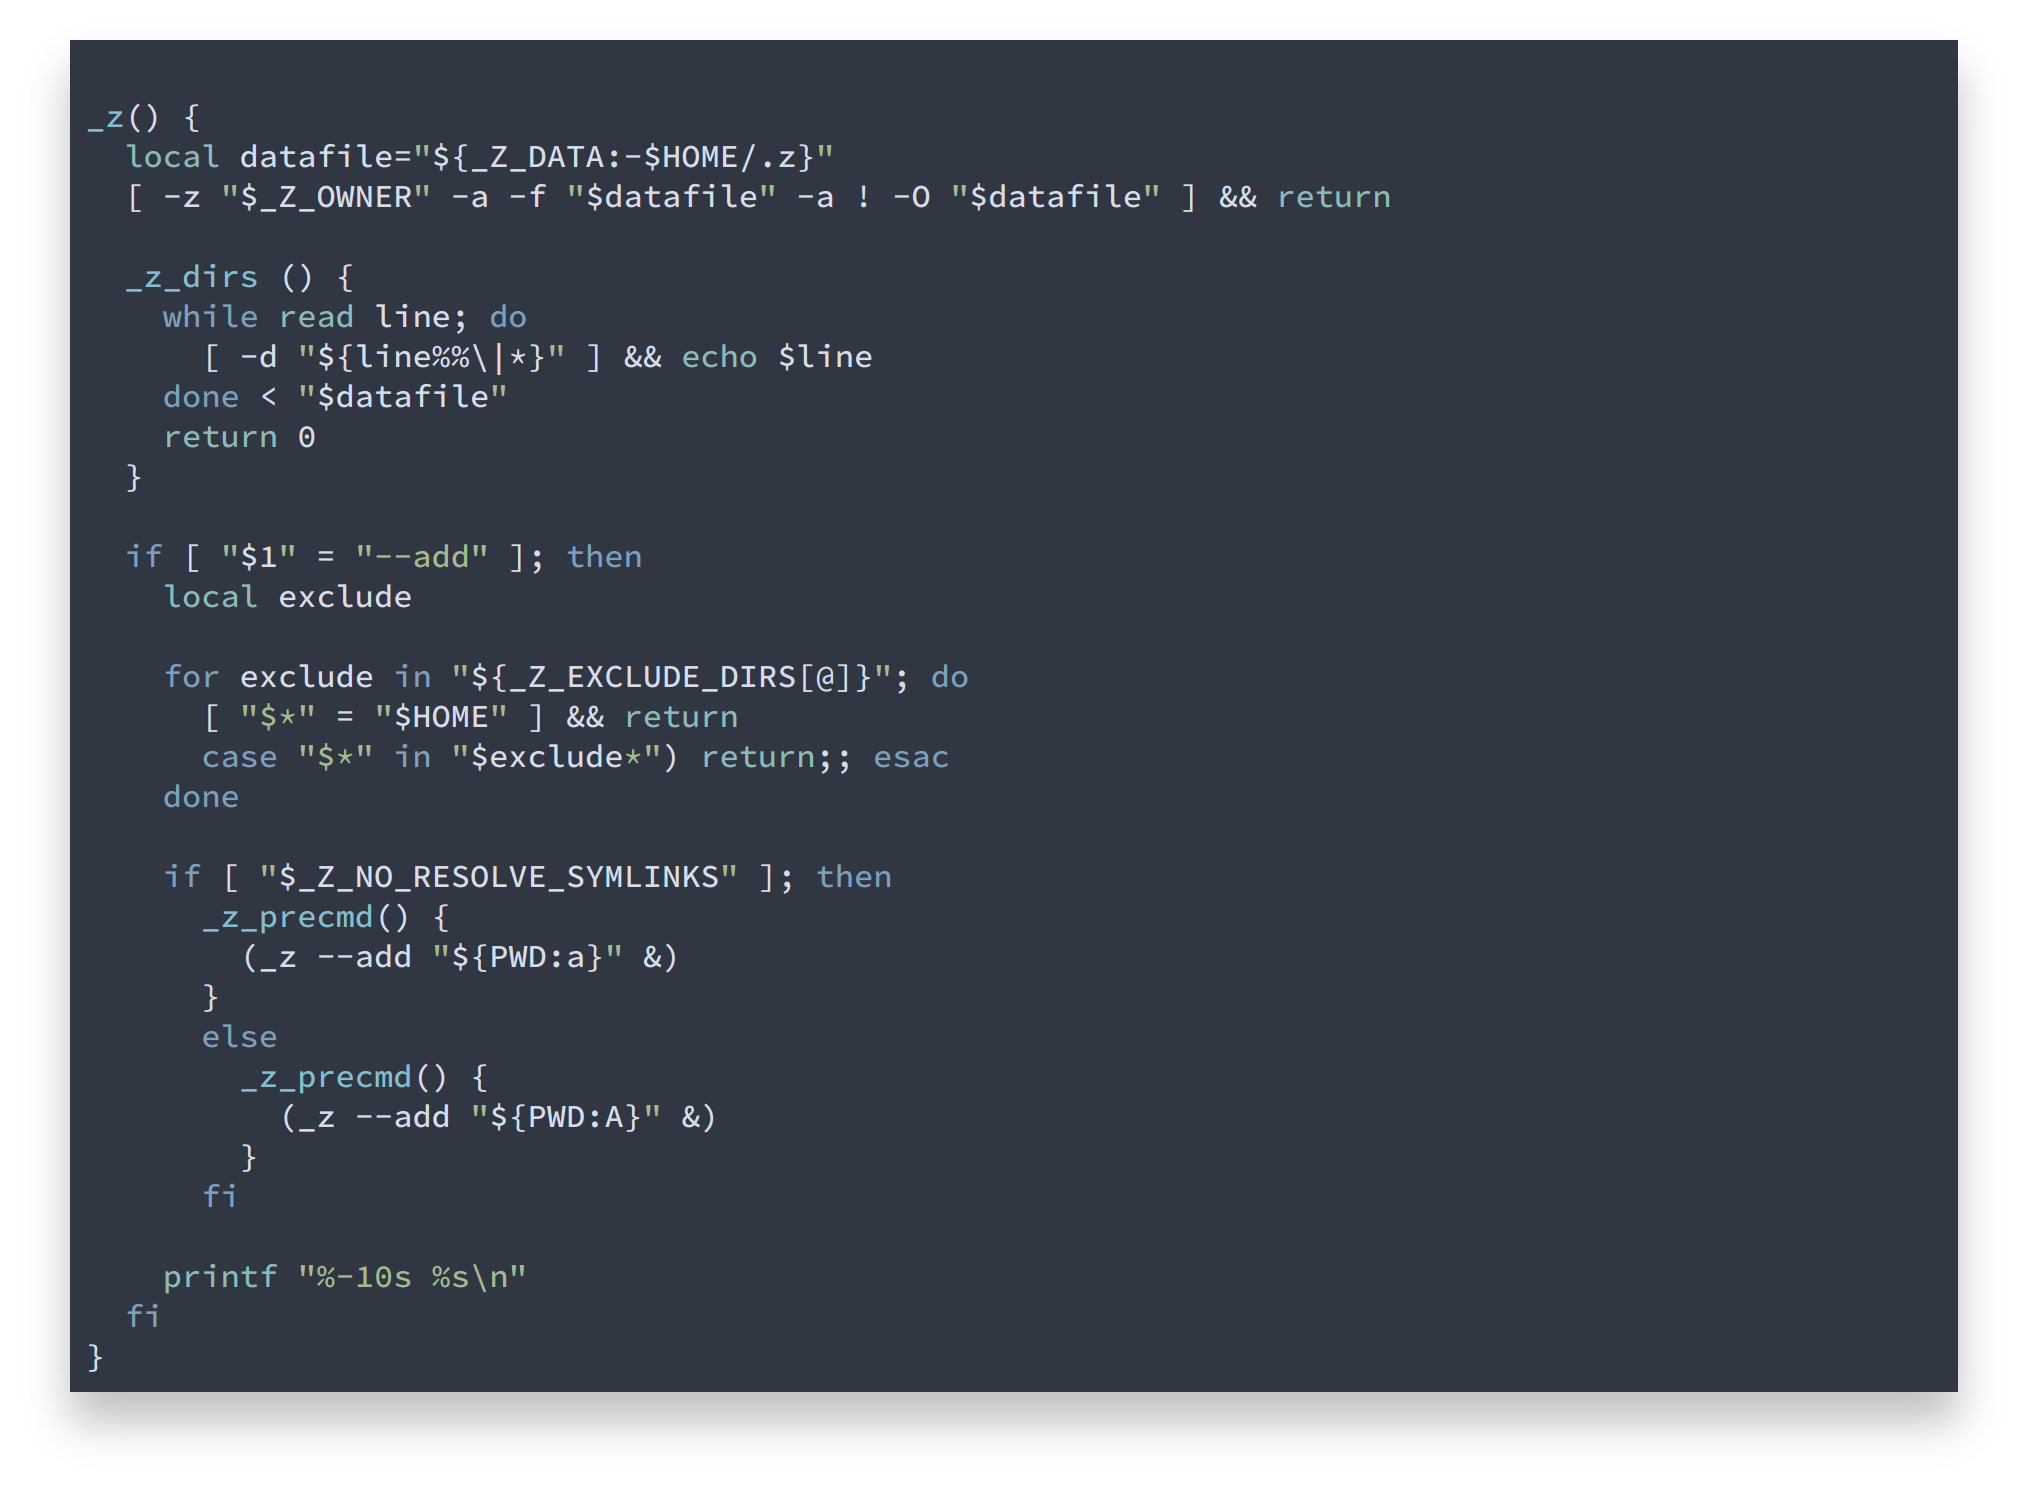 _z() {
  local datafile="${_Z_DATA:-$HOME/.z}"
  [ -z "$_Z_OWNER" -a -f "$datafile" -a ! -O "$datafile" ] && return

  _z_dirs () {
    while read line; do
      [ -d "${line%%\|*}" ] && echo $line
    done < "$datafile"
    return 0
  }

  if [ "$1" = "--add" ]; then
    local exclude

    for exclude in "${_Z_EXCLUDE_DIRS[@]}"; do
      [ "$*" = "$HOME" ] && return
      case "$*" in "$exclude*") return;; esac
    done

    if [ "$_Z_NO_RESOLVE_SYMLINKS" ]; then
      _z_precmd() {
        (_z --add "${PWD:a}" &)
      }
      else
        _z_precmd() {
          (_z --add "${PWD:A}" &)
        }
      fi

    printf "%-10s %s\n"
  fi
}